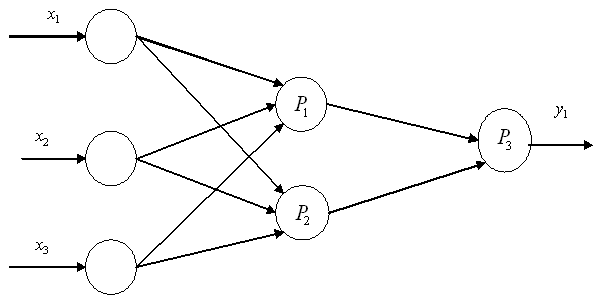 x₁
x₂
x₃
P₁
P₂
P₃
y₁